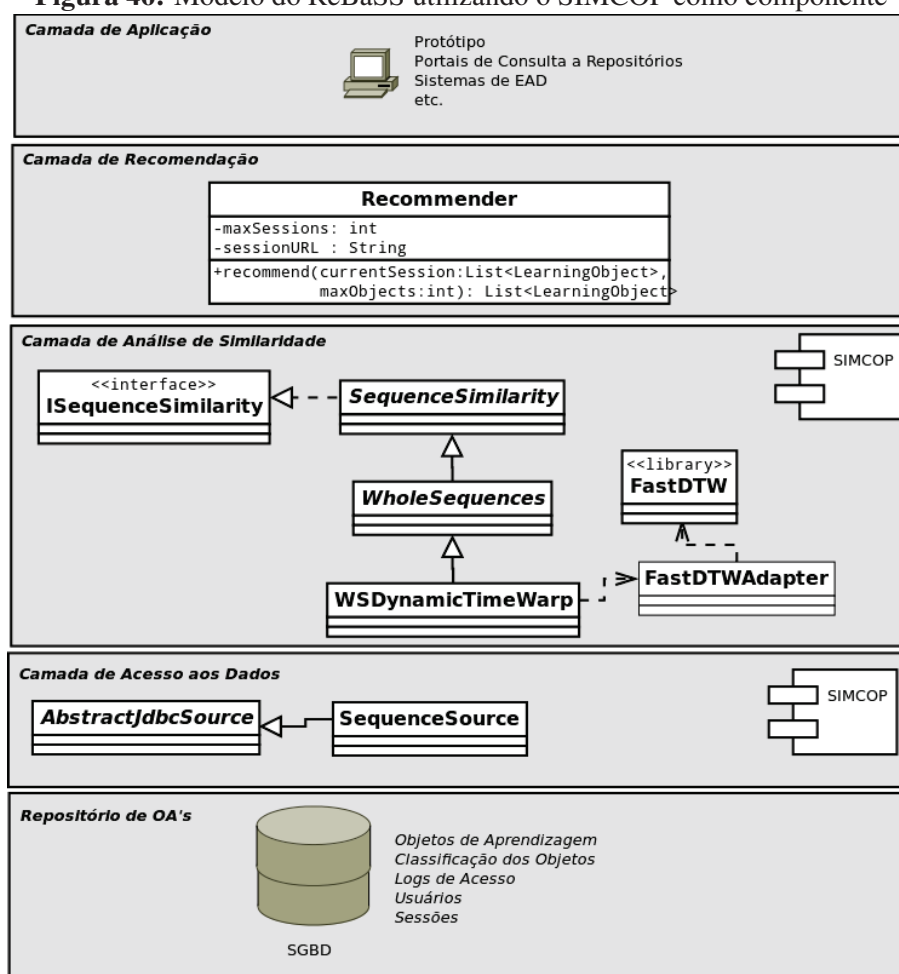 Figura 46: Modelo do ReBaSS utilizando o SIMCOP como componente
Camada de Aplicação
Protótipo
Portais de Consulta a Repositórios
Sistemas de EAD
etc.
Camada de Recomendação
Recommender
-maxSessions: int
-sessionURL : String
+recommend(currentSession:List<LearningObject>,
maxObjects:int): List<LearningObject>
Camada de Análise de Similaridade
SIMCOP
<<interface>>
ISequenceSimilarity
SequenceSimilarity
WholeSequences
<<library>>
FastDTW
WSDynamicTimeWarp
FastDTWAdapter
Camada de Acesso aos Dados
SIMCOP
AbstractJdbcSource
SequenceSource
Repositório de OA's
Objetos de Aprendizagem
Classificação dos Objetos
Logs de Acesso
Usuários
Sessões
SGBD